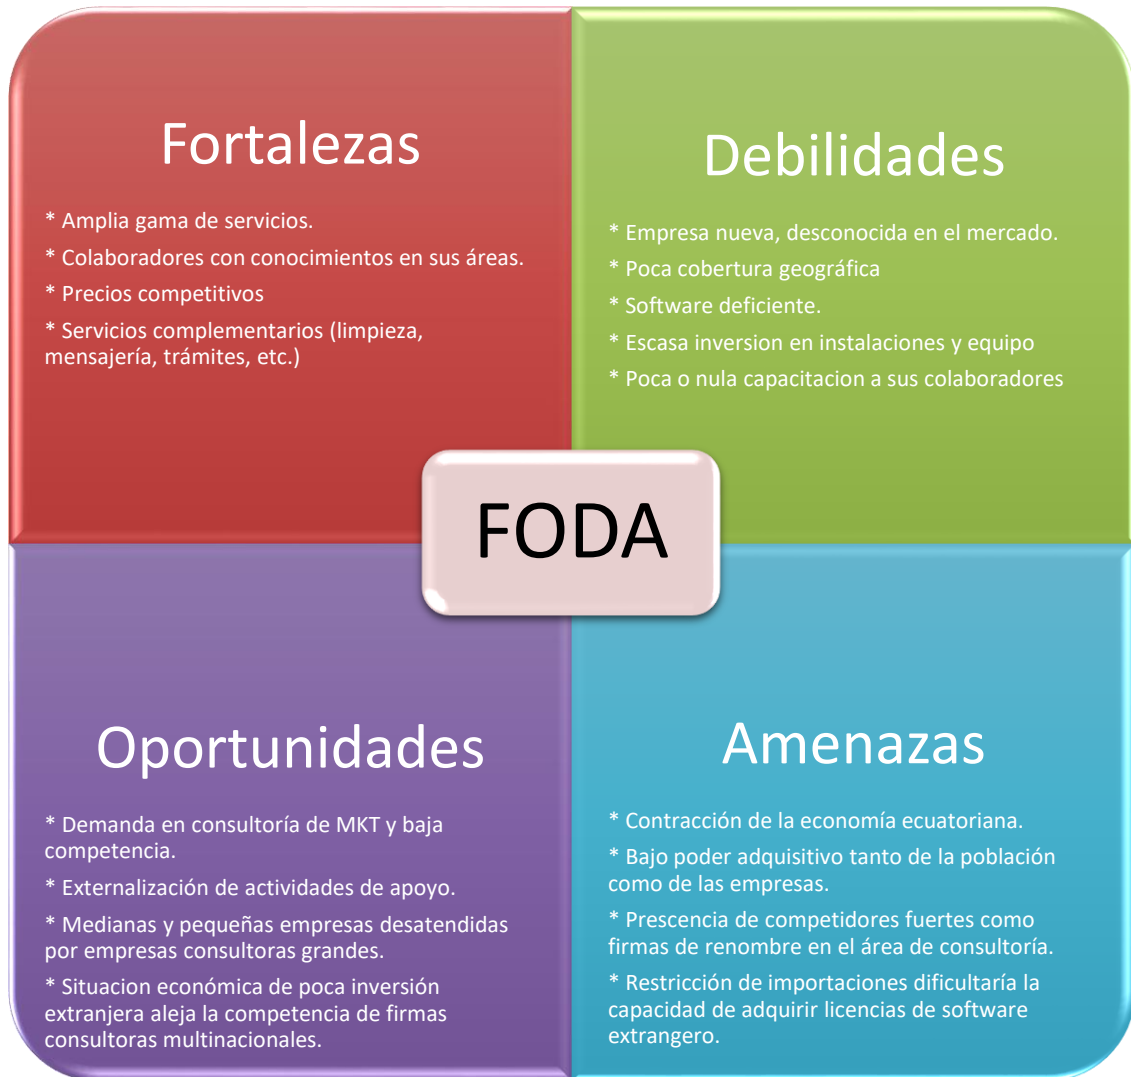 Fortalezas
* Amplia gama de servicios.
* Colaboradores con conocimientos en sus áreas.
* Precios competitivos
* Servicios complementarios (limpieza,
mensajería, trámites, etc.)
Debilidades
* Empresa nueva, desconocida en el mercado.
* Poca cobertura geográfica
* Software deficiente.
* Escasa inversion en instalaciones y equipo
* Poca o nula capacitacion a sus colaboradores
FODA
Oportunidades
* Demanda en consultoría de MKT y baja
competencia.
* Externalización de actividades de apoyo.
* Medianas y pequeñas empresas desatendidas
por empresas consultoras grandes.
* Situacion económica de poca inversión
extranjera aleja la competencia de firmas
consultoras multinacionales.
Amenazas
* Contracción de la economía ecuatoriana.
* Bajo poder adquisitivo tanto de la población
como de las empresas.
* Prescencia de competidores fuertes como
firmas de renombre en el área de consultoría.
* Restricción de importaciones dificultaría la
capacidad de adquirir licencias de software
extrangero.